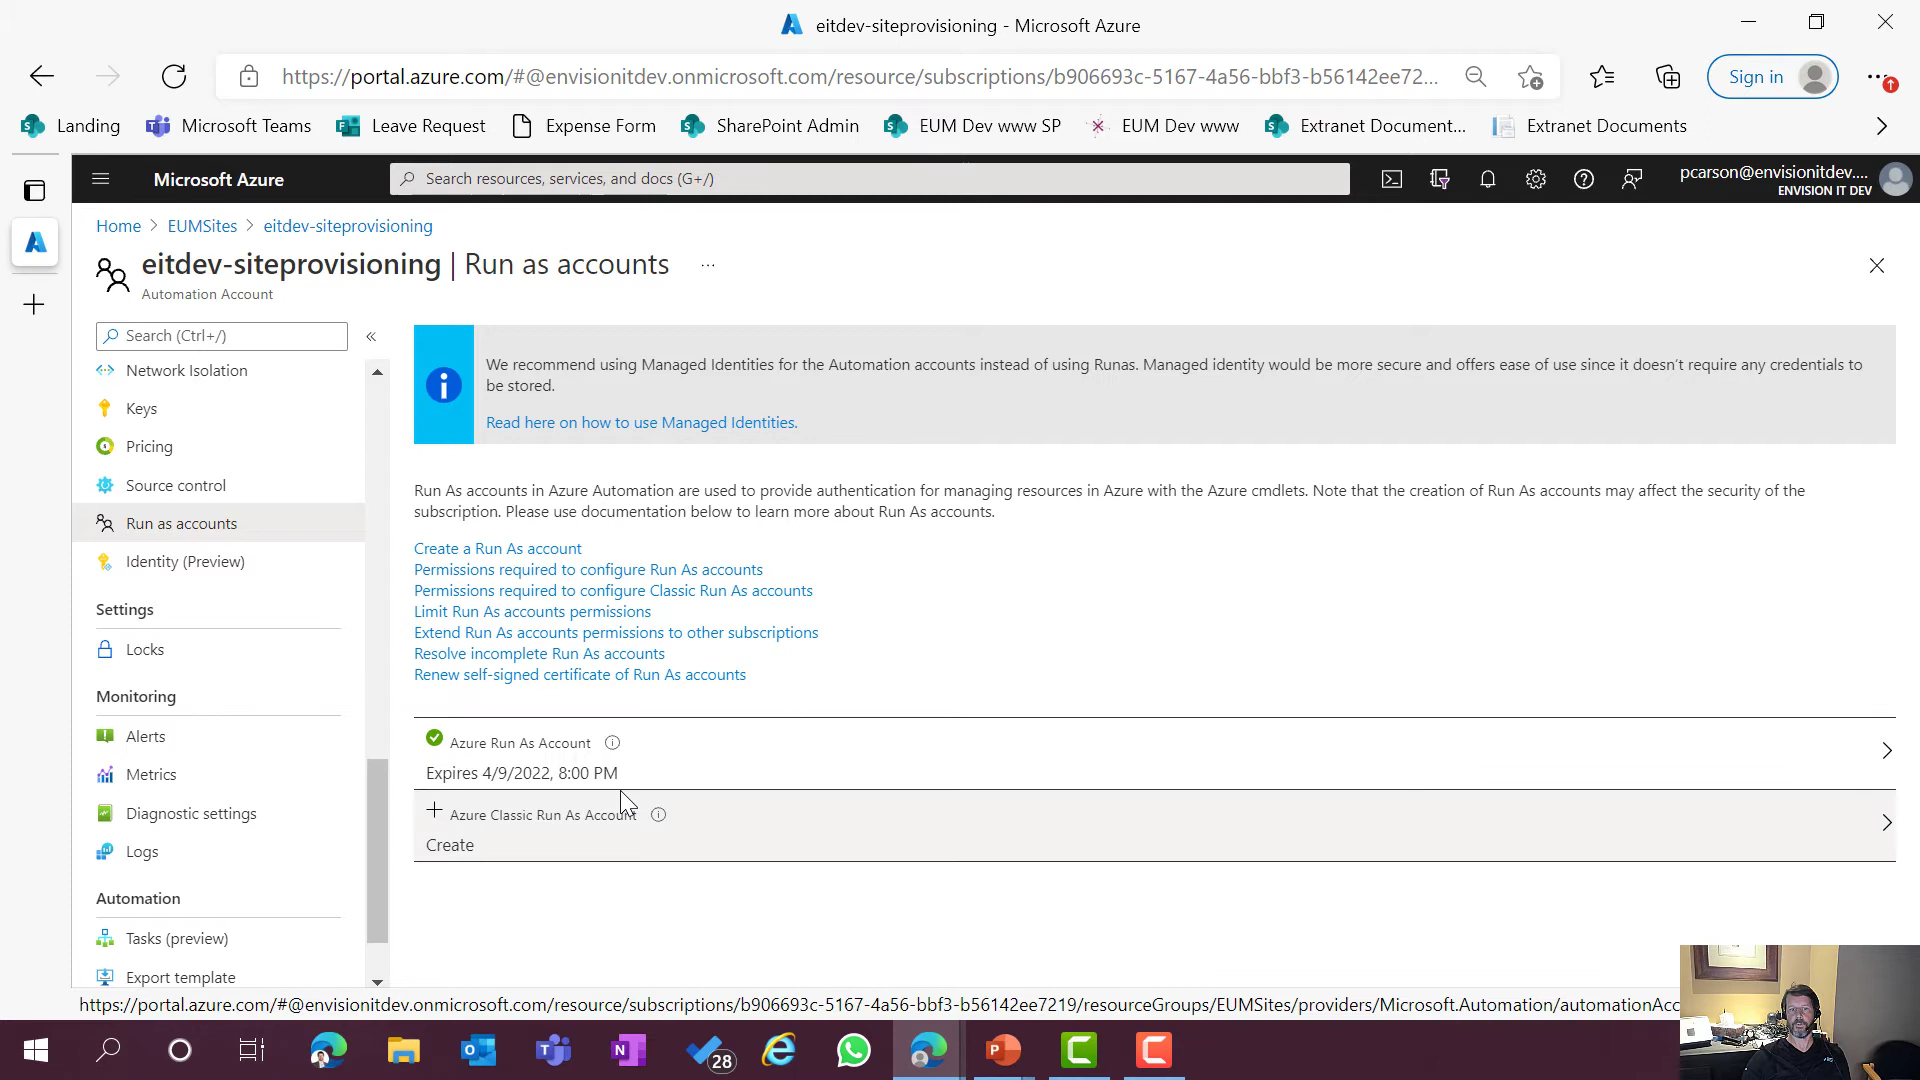 eitdev-siteprovisioning - Microsoft Azure
https://portal.azure.com/#@envisionitdev.onmicrosoft.com/resource/subscriptions/b906693c-5167-4a56-bbf3-b56142ee72...
Sign in
Landing
Microsoft Teams
Leave Request
Expense Form
SharePoint Admin
EUM Dev www SP
EUM Dev www
Extranet Document...
Extranet Documents
Microsoft Azure
Search resources, services, and docs (G+/)
pcarson@envisionitdev....
ENVISION IT DEV
Home > EUMSites > eitdev-siteprovisioning
eitdev-siteprovisioning | Run as accounts ...
Automation Account
Search (Ctrl+/)
Network Isolation
Keys
Pricing
Source control
Run as accounts
Identity (Preview)
Settings
Locks
Monitoring
Alerts
Metrics
Diagnostic settings
Logs
Automation
Tasks (preview)
Export template
We recommend using Managed Identities for the Automation accounts instead of using Runas. Managed identity would be more secure and offers ease of use since it doesn't require any credentials to
be stored.
Read here on how to use Managed Identities.
Run As accounts in Azure Automation are used to provide authentication for managing resources in Azure with the Azure cmdlets. Note that the creation of Run As accounts may affect the security of the
subscription. Please use documentation below to learn more about Run As accounts.
Create a Run As account
Permissions required to configure Run As accounts
Permissions required to configure Classic Run As accounts
Limit Run As accounts permissions
Extend Run As accounts permissions to other subscriptions
Resolve incomplete Run As accounts
Renew self-signed certificate of Run As accounts
Azure Run As Account
Expires 4/9/2022, 8:00 PM
Azure Classic Run As Account
Create
https://portal.azure.com/#@envisionitdev.onmicrosoft.com/resource/subscriptions/b906693c-5167-4a56-bbf3-b56142ee7219/resourceGroups/EUMSites/providers/Microsoft.Automation/automationAcc
28